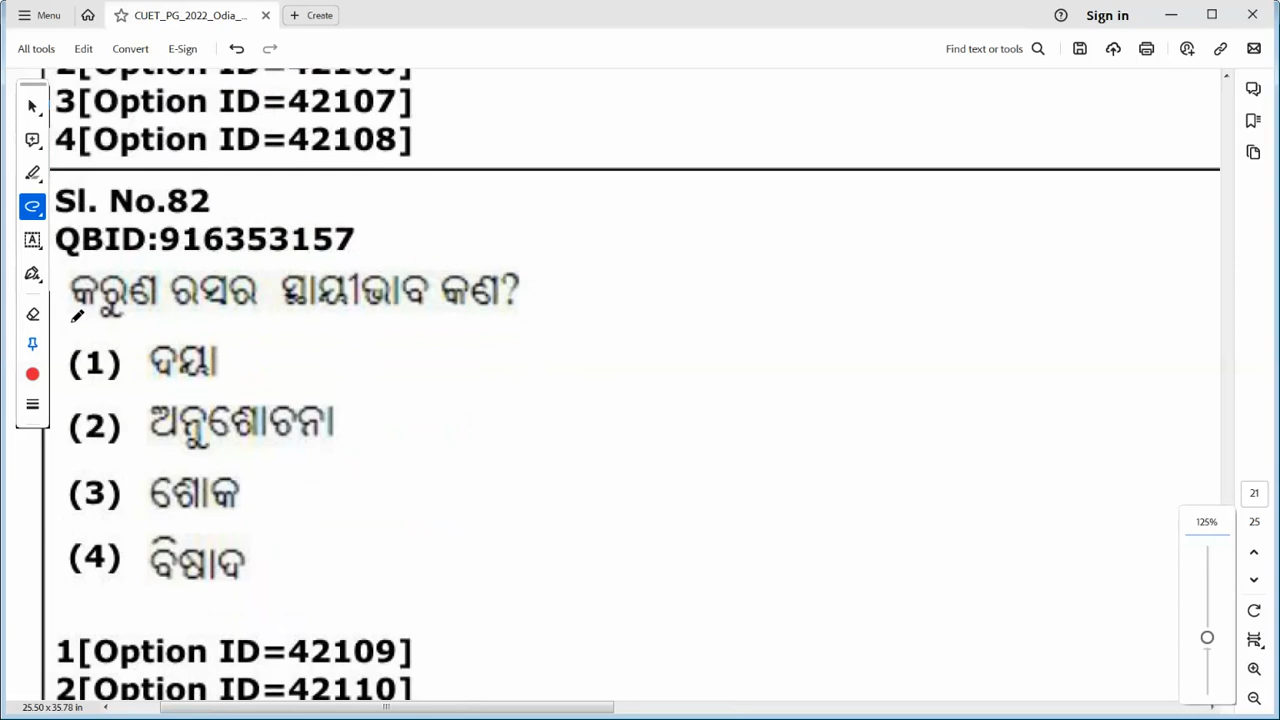 Menu
CUET_PG_2022_Odia_...
Create
Sign in
All tools
Edit
Convert
E-Sign
Find text or tools
3[Option ID=42107]
4[Option ID=42108]
Sl. No.82
QBID:916353157
କରୁଣ ରସର ସ୍ଥାୟୀଭାବ କଣ?
(1) ଦୟା
(2) ଅନୁଶୋଚନା
(3) ଶୋକ
(4) ବିଷାଦ
1[Option ID=42109]
2[Option ID=42110]
21
25
125%
25.50 x 35.78 in